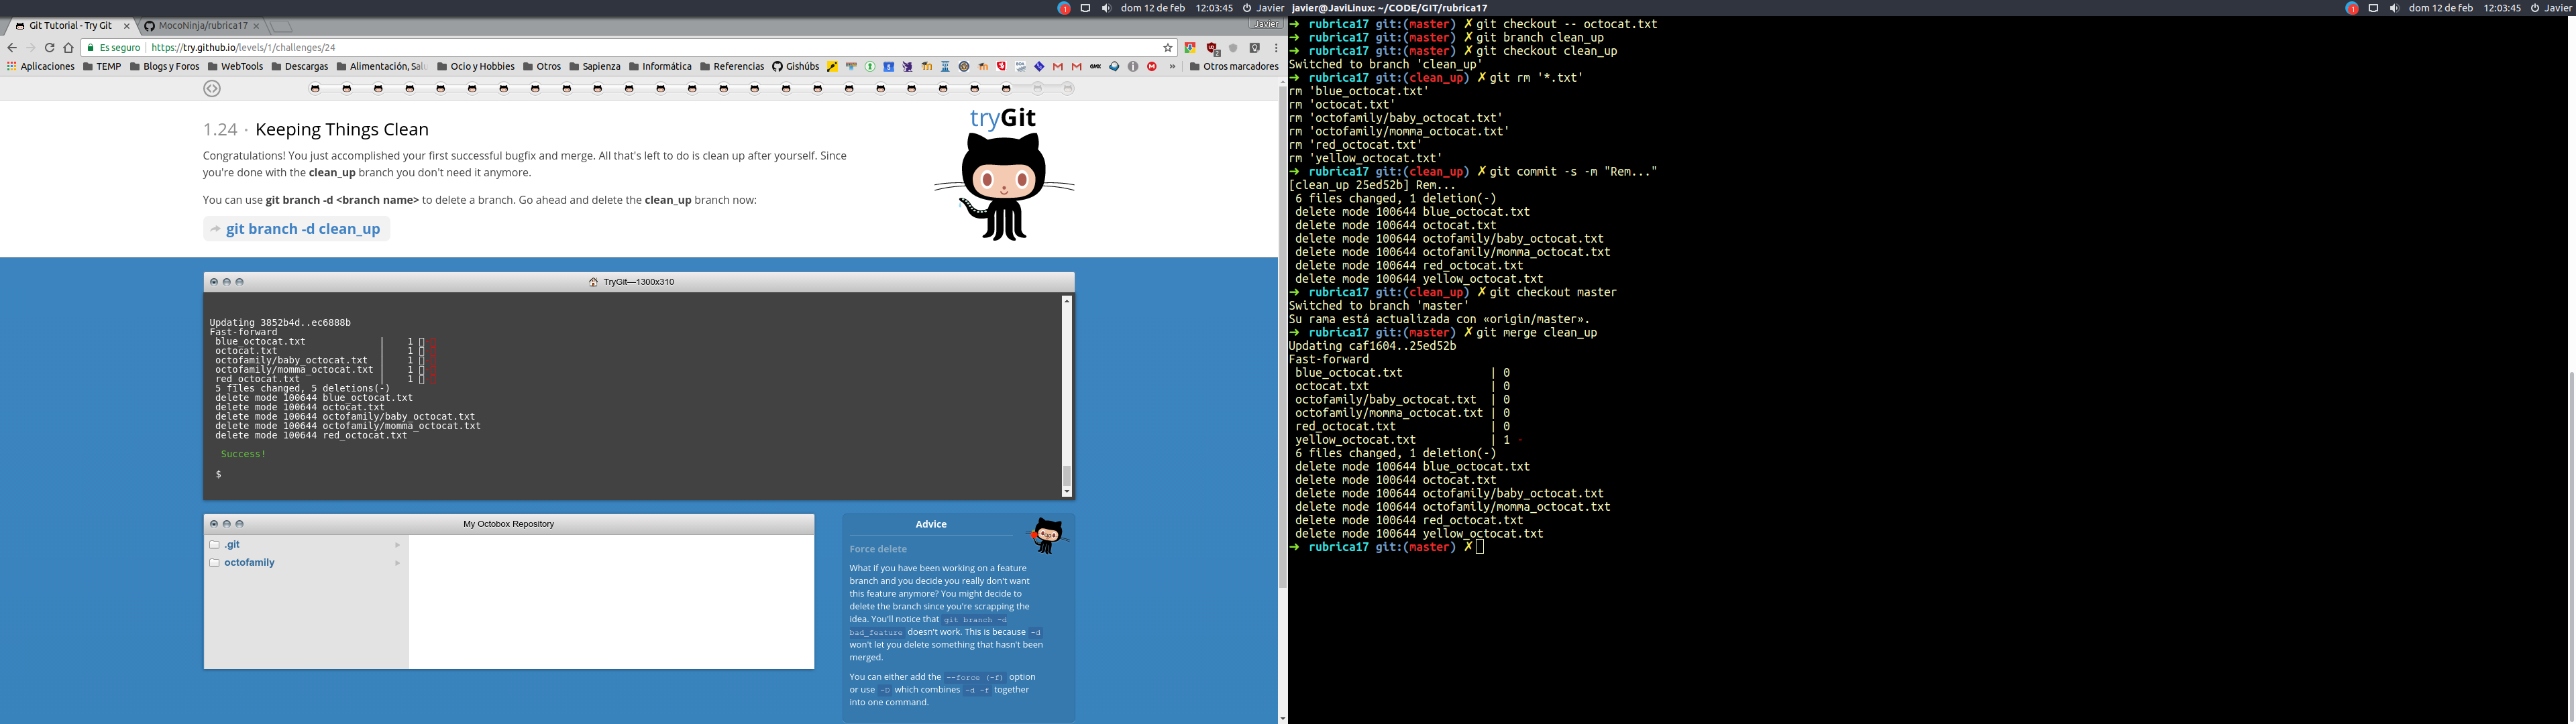 dom 12 de feb 12:03:45 Javier
Git Tutorial - Try Git
MocoNinja/rubrica17
Javier
Es seguro https://try.github.io/levels/1/challenges/24
Aplicaciones TEMP Blogs y Foros WebTools Descargas Alimentación, Salu Ocio y Hobbies Otros Sapienza Informática Referencias Gishúbs » Otros marcadores
1.24 · Keeping Things Clean
Congratulations! You just accomplished your first successful bugfix and merge. All that's left to do is clean up after yourself. Since
you're done with the clean_up branch you don't need it anymore.
You can use git branch -d <branch name> to delete a branch. Go ahead and delete the clean_up branch now:
git branch -d clean_up
tryGit
TryGit—1300x310
Updating 3852b4d..ec6888b
Fast-forward
blue_octocat.txt | 1
octocat.txt | 1
octofamily/baby_octocat.txt | 1
octofamily/momma_octocat.txt | 1
red_octocat.txt | 1
5 files changed, 5 deletions(-)
delete mode 100644 blue_octocat.txt
delete mode 100644 octocat.txt
delete mode 100644 octofamily/baby_octocat.txt
delete mode 100644 octofamily/momma_octocat.txt
delete mode 100644 red_octocat.txt
Success!
$
My Octobox Repository
.git
octofamily
Advice
Force delete
What if you have been working on a feature
branch and you decide you really don't want
this feature anymore? You might decide to
delete the branch since you're scrapping the
idea. You'll notice that git branch -d
bad_feature doesn't work. This is because -d
won't let you delete something that hasn't been
merged.
You can either add the --force (-f) option
or use -D which combines -d -f together
into one command.
javier@JaviLinux: ~/CODE/GIT/rubrica17
dom 12 de feb 12:03:45 Javier
➜ rubrica17 git:(master) ✗ git checkout -- octocat.txt
➜ rubrica17 git:(master) ✗ git branch clean_up
➜ rubrica17 git:(master) ✗ git checkout clean_up
Switched to branch 'clean_up'
➜ rubrica17 git:(clean_up) ✗ git rm '*.txt'
rm 'blue_octocat.txt'
rm 'octocat.txt'
rm 'octofamily/baby_octocat.txt'
rm 'octofamily/momma_octocat.txt'
rm 'red_octocat.txt'
rm 'yellow_octocat.txt'
➜ rubrica17 git:(clean_up) ✗ git commit -s -m "Rem..."
[clean_up 25ed52b] Rem...
6 files changed, 1 deletion(-)
delete mode 100644 blue_octocat.txt
delete mode 100644 octocat.txt
delete mode 100644 octofamily/baby_octocat.txt
delete mode 100644 octofamily/momma_octocat.txt
delete mode 100644 red_octocat.txt
delete mode 100644 yellow_octocat.txt
➜ rubrica17 git:(clean_up) ✗ git checkout master
Switched to branch 'master'
Su rama está actualizada con «origin/master».
➜ rubrica17 git:(master) ✗ git merge clean_up
Updating caf1604..25ed52b
Fast-forward
blue_octocat.txt | 0
octocat.txt | 0
octofamily/baby_octocat.txt | 0
octofamily/momma_octocat.txt | 0
red_octocat.txt | 0
yellow_octocat.txt | 1 -
6 files changed, 1 deletion(-)
delete mode 100644 blue_octocat.txt
delete mode 100644 octocat.txt
delete mode 100644 octofamily/baby_octocat.txt
delete mode 100644 octofamily/momma_octocat.txt
delete mode 100644 red_octocat.txt
delete mode 100644 yellow_octocat.txt
➜ rubrica17 git:(master) ✗